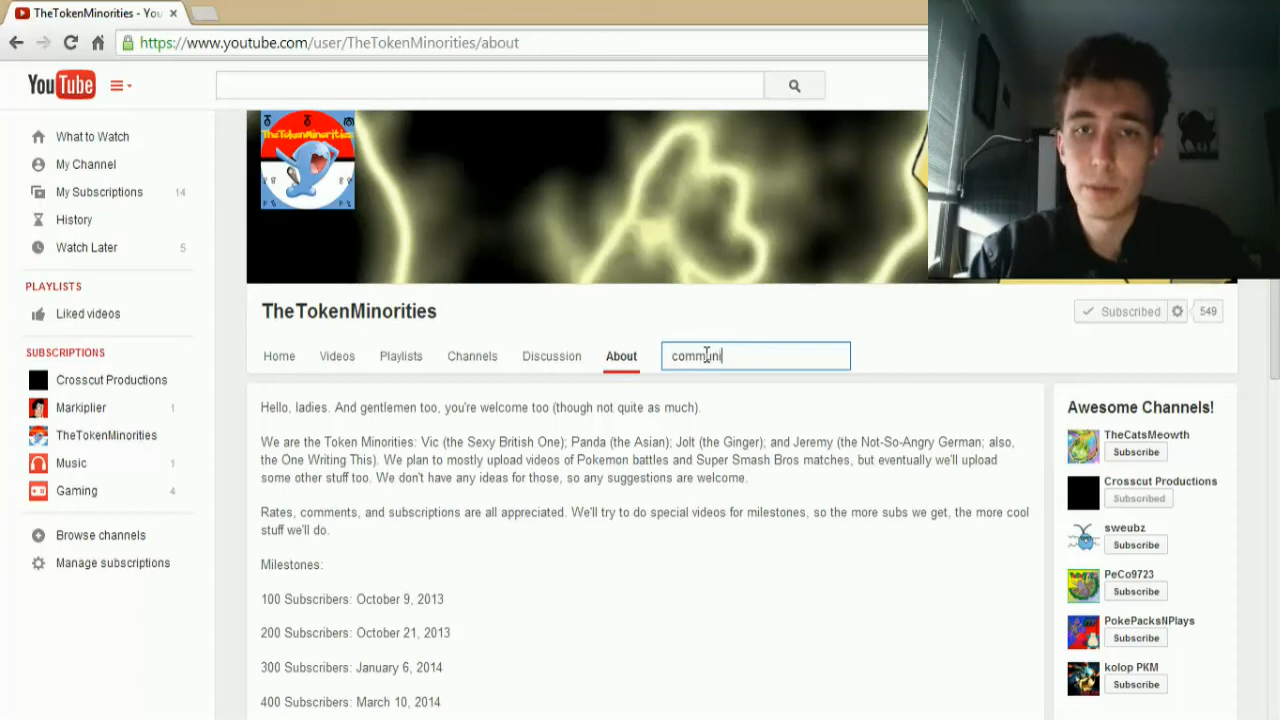 TheTokenMinorities - You
https://www.youtube.com/user/TheTokenMinorities/about
YouTube
What to Watch
My Channel
My Subscriptions 14
History
Watch Later 5
PLAYLISTS
Liked videos
SUBSCRIPTIONS
Crosscut Productions
Markiplier 1
TheTokenMinorities
Music 1
Gaming 4
Browse channels
Manage subscriptions
TheTokenMinorities
TheTokenMinorities
Subscribed 549
Home Videos Playlists Channels Discussion About communi
Hello, ladies. And gentlemen too, you're welcome too (though not quite as much).
We are the Token Minorities: Vic (the Sexy British One); Panda (the Asian); Jolt (the Ginger); and Jeremy (the Not-So-Angry German; also,
the One Writing This). We plan to mostly upload videos of Pokemon battles and Super Smash Bros matches, but eventually we'll upload
some other stuff too. We don't have any ideas for those, so any suggestions are welcome.
Rates, comments, and subscriptions are all appreciated. We'll try to do special videos for milestones, so the more subs we get, the more cool
stuff we'll do.
Milestones:
100 Subscribers: October 9, 2013
200 Subscribers: October 21, 2013
300 Subscribers: January 6, 2014
400 Subscribers: March 10, 2014
Awesome Channels!
TheCatsMeowth
Subscribe
Crosscut Productions
Subscribed
sweubz
Subscribe
PeCo9723
Subscribe
PokePacksNPlays
Subscribe
kolop PKM
Subscribe